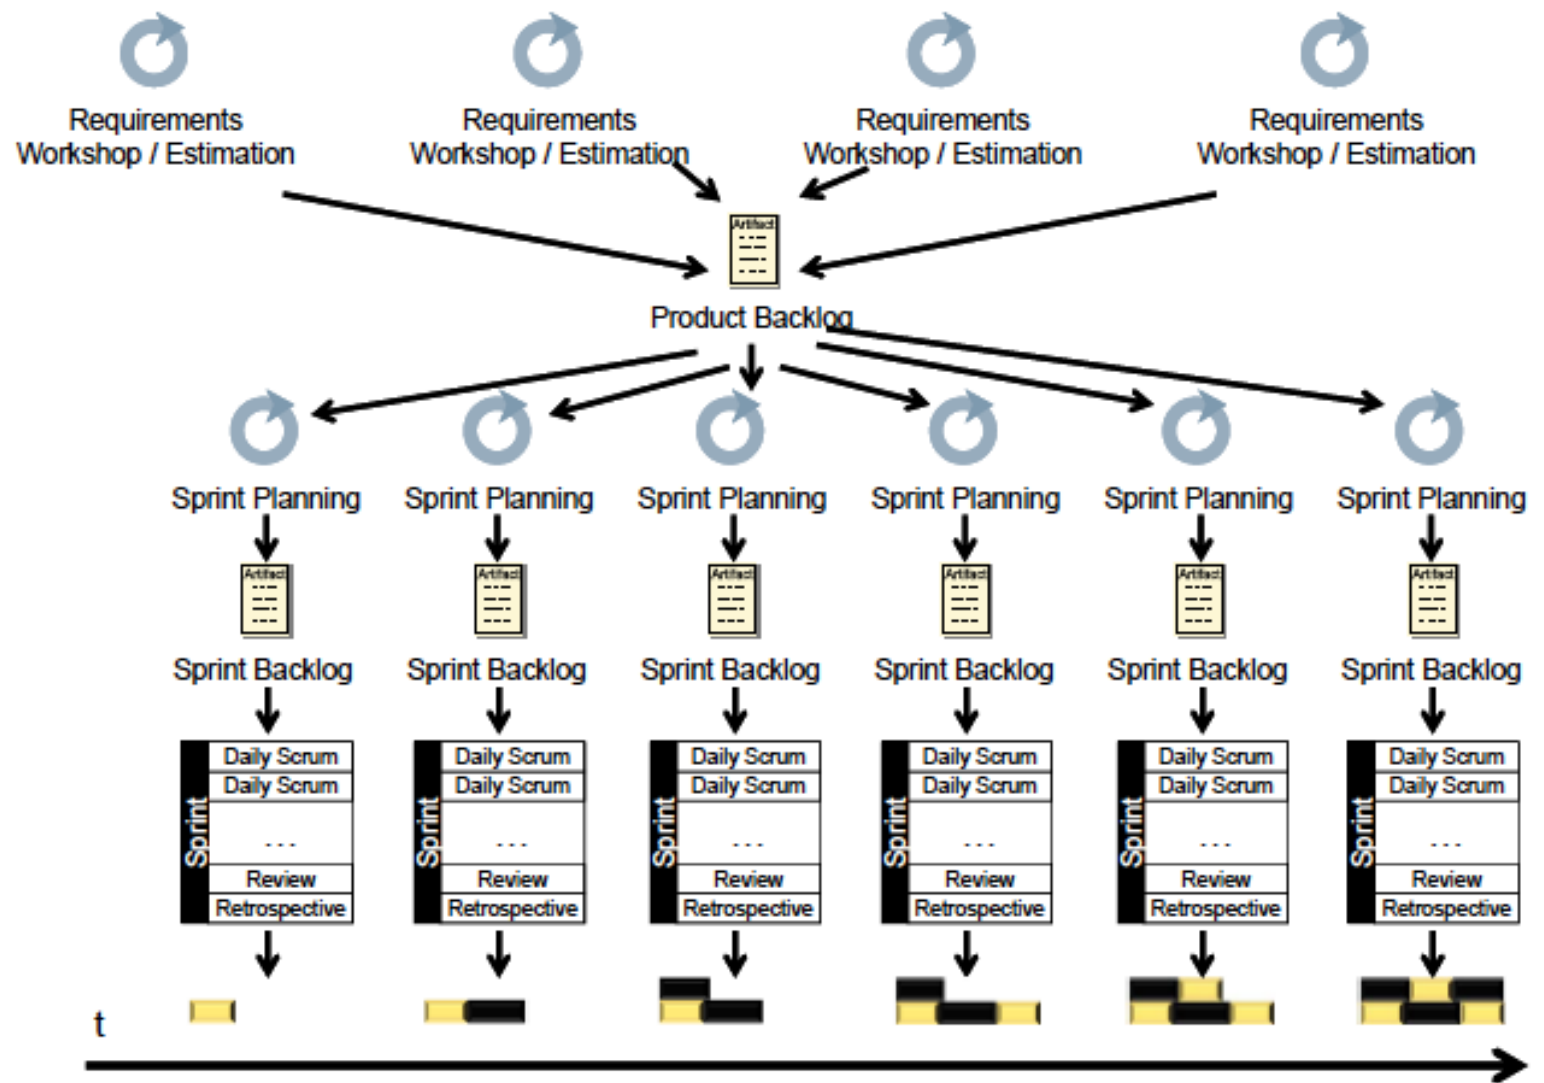 Requirements
Workshop / Estimation
Requirements
Workshop / Estimation
Requirements
Workshop / Estimation
Requirements
Workshop / Estimation
Artifact
Product Backlog
Sprint Planning
Sprint Planning
Sprint Planning
Sprint Planning
Sprint Planning
Sprint Planning
Artifact
Artifact
Artifact
Artifact
Artifact
Artifact
Sprint Backlog
Sprint Backlog
Sprint Backlog
Sprint Backlog
Sprint Backlog
Sprint Backlog
Sprint
Daily Scrum
Daily Scrum
...
Review
Retrospective
Sprint
Daily Scrum
Daily Scrum
...
Review
Retrospective
Sprint
Daily Scrum
Daily Scrum
...
Review
Retrospective
Sprint
Daily Scrum
Daily Scrum
...
Review
Retrospective
Sprint
Daily Scrum
Daily Scrum
...
Review
Retrospective
Sprint
Daily Scrum
Daily Scrum
...
Review
Retrospective
t